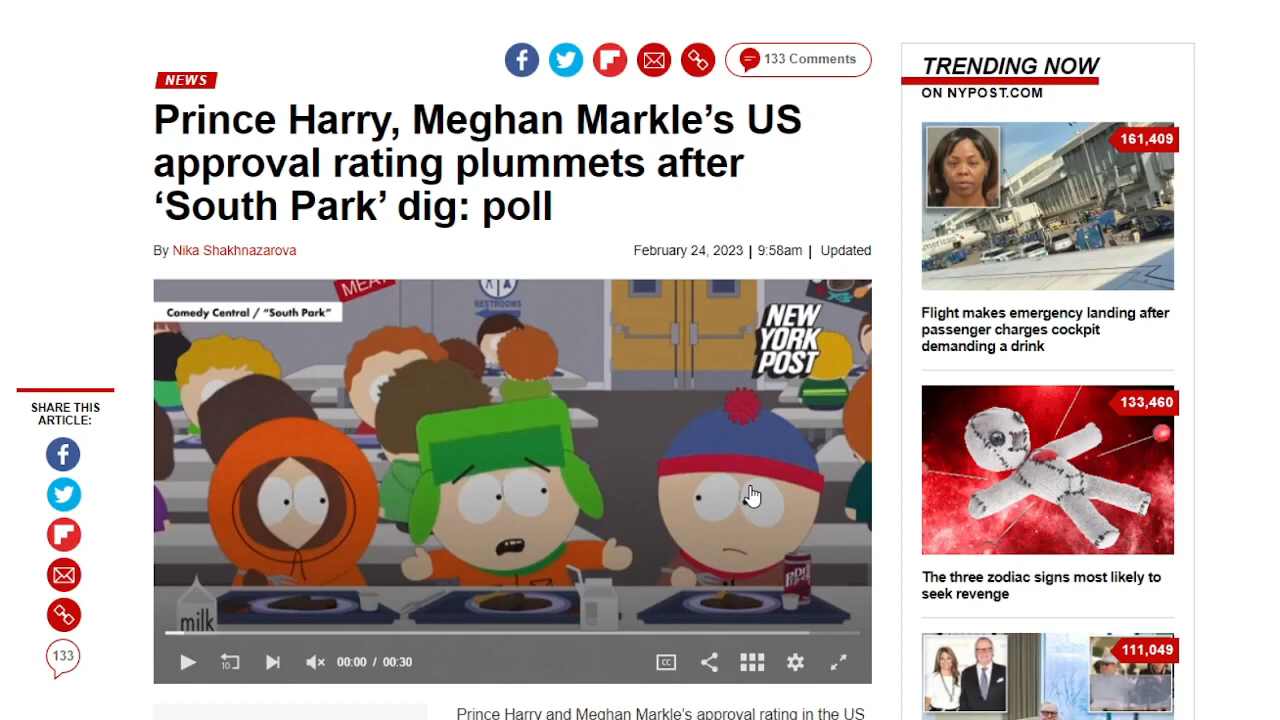 133 Comments
NEWS
Prince Harry, Meghan Markle's US
approval rating plummets after
'South Park' dig: poll
By Nika Shakhnazarova
February 24, 2023 | 9:58am | Updated
SHARE THIS
ARTICLE:
133
Comedy Central / "South Park"
MEA
RESTROOMS
NEW
YORK
POST
milk
10
00:00 / 00:30
CC
Prince Harry and Meghan Markle's approval rating in the US
TRENDING NOW
ON NYPOST.COM
161,409
Flight makes emergency landing after
passenger charges cockpit
demanding a drink
133,460
The three zodiac signs most likely to
seek revenge
111,049